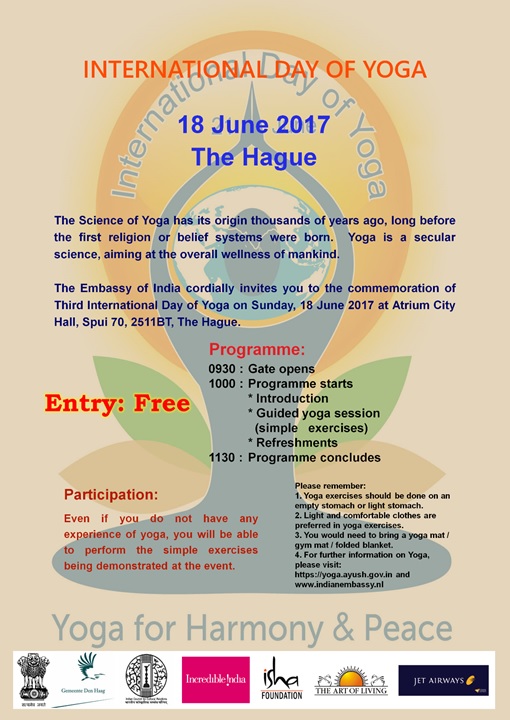 INTERNATIONAL DAY OF YOGA
International Day of Yoga
18 June 2017
The Hague
The Science of Yoga has its origin thousands of years ago, long before
the first religion or belief systems were born. Yoga is a secular
science, aiming at the overall wellness of mankind.
The Embassy of India cordially invites you to the commemoration of
Third International Day of Yoga on Sunday, 18 June 2017 at Atrium City
Hall, Spui 70, 2511BT, The Hague.
Programme:
0930 : Gate opens
1000 : Programme starts
* Introduction
* Guided yoga session
(simple exercises)
* Refreshments
1130 : Programme concludes
Entry: Free
Participation:
Even if you do not have any
experience of yoga, you will be able
to perform the simple exercises
being demonstrated at the event.
Please remember:
1. Yoga exercises should be done on an
empty stomach or light stomach.
2. Light and comfortable clothes are
preferred in yoga exercises.
3. You would need to bring a yoga mat /
gym mat / folded blanket.
4. For further information on Yoga,
please visit:
https://yoga.ayush.gov.in and
www.indianembassy.nl
Yoga for Harmony & Peace
सत्यमेव जयते
Gemeente Den Haag
Incredible !ndia
isha
FOUNDATION
THE ART OF LIVING
JET AIRWAYS